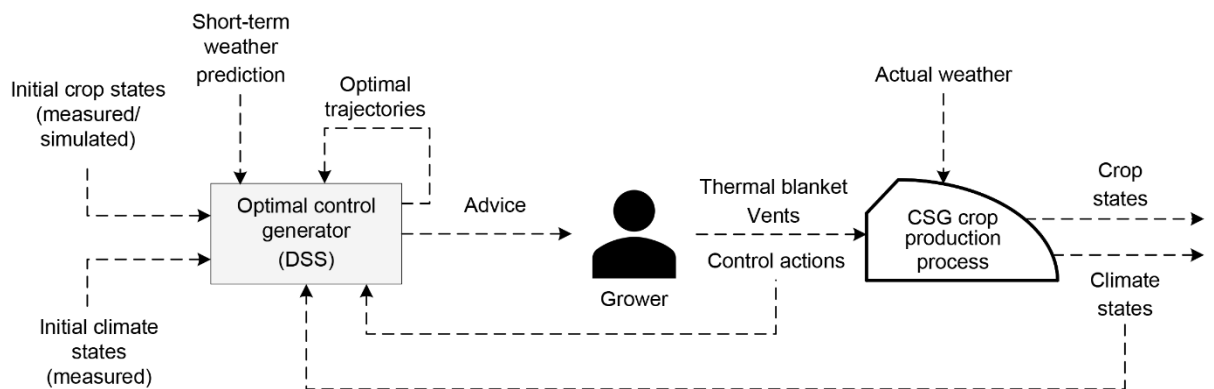 Short-term
weather
prediction
Initial crop states
(measured/
simulated)
Optimal
trajectories
Actual weather
Optimal control
generator
(DSS)
Advice
Grower
Thermal blanket
Vents
Control actions
CSG crop
production
process
Crop
states
Climate
states
Initial climate
states
(measured)